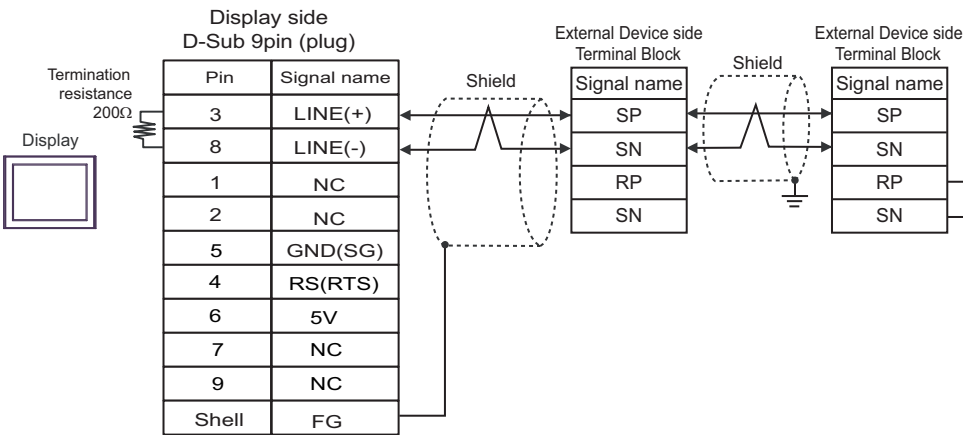 Display side
D-Sub 9pin (plug)
External Device side
Terminal Block
External Device side
Terminal Block
Termination
resistance
200Ω
Display
Shield
Shield
Pin Signal name
3 LINE(+)
8 LINE(-)
1 NC
2 NC
5 GND(SG)
4 RS(RTS)
6 5V
7 NC
9 NC
Shell FG
Signal name
SP
SN
RP
SN
Signal name
SP
SN
RP
SN